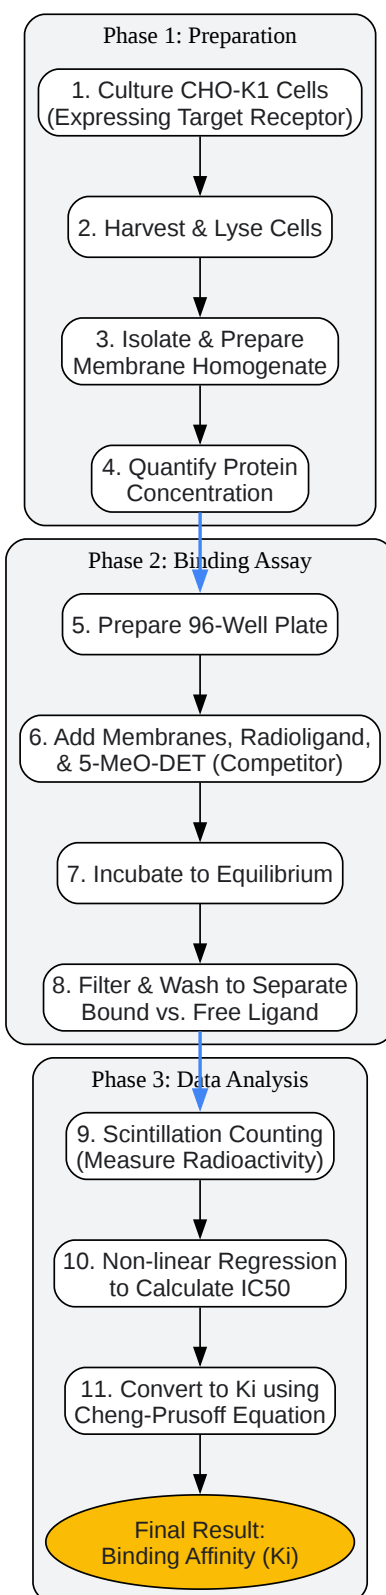 Phase 1: Preparation
1. Culture CHO-K1 Cells
(Expressing Target Receptor)
2. Harvest & Lyse Cells
3. Isolate & Prepare
Membrane Homogenate
4. Quantify Protein
Concentration
Phase 2: Binding Assay
5. Prepare 96-Well Plate
6. Add Membranes, Radioligand,
& 5-MeO-DET (Competitor)
7. Incubate to Equilibrium
8. Filter & Wash to Separate
Bound vs. Free Ligand
Phase 3: Data Analysis
9. Scintillation Counting
(Measure Radioactivity)
10. Non-linear Regression
to Calculate IC50
11. Convert to Ki using
Cheng-Prusoff Equation
Final Result:
Binding Affinity (Ki)